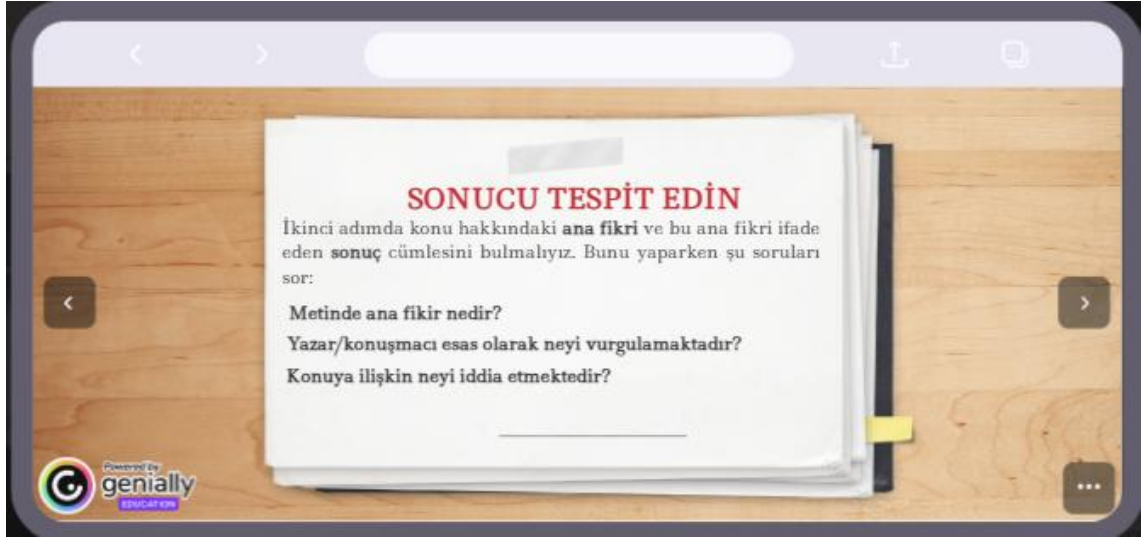 SONUCU TESPİT EDİN
İkinci adımda konu hakkındaki ana fikri ve bu ana fikri ifade
eden sonuç cümlesini bulmalıyız. Bunu yaparken şu soruları
sor:
Metinde ana fikir nedir?
Yazar/konuşmacı esas olarak neyi vurgulamaktadır?
Konuya ilişkin neyi iddia etmektedir?
Powered by
genially
EDUCATION